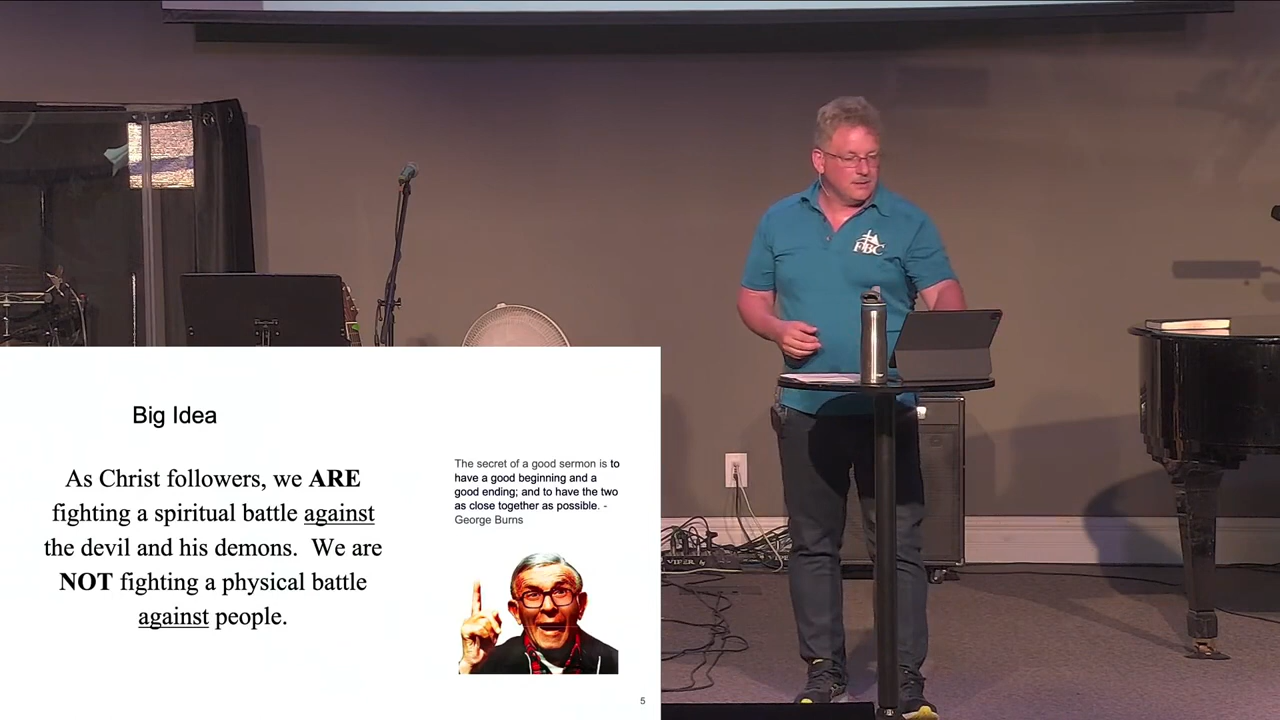 FBC
Big Idea
As Christ followers, we ARE
fighting a spiritual battle against
the devil and his demons. We are
NOT fighting a physical battle
against people.
The secret of a good sermon is to
have a good beginning and a
good ending; and to have the two
as close together as possible. -
George Burns
VIPER
5